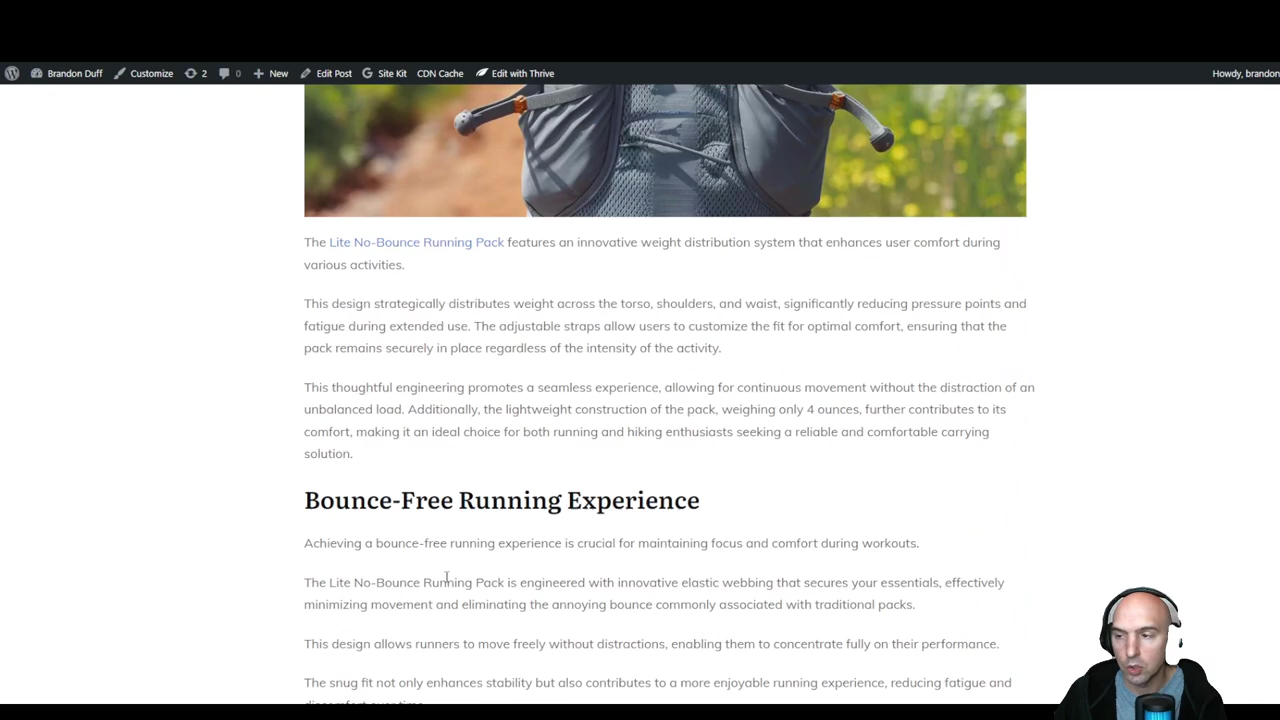 Brandon Duff Customize 2 0 New Edit Post Site Kit CDN Cache Edit with Thrive Howdy, brandon
The Lite No-Bounce Running Pack features an innovative weight distribution system that enhances user comfort during
various activities.
This design strategically distributes weight across the torso, shoulders, and waist, significantly reducing pressure points and
fatigue during extended use. The adjustable straps allow users to customize the fit for optimal comfort, ensuring that the
pack remains securely in place regardless of the intensity of the activity.
This thoughtful engineering promotes a seamless experience, allowing for continuous movement without the distraction of an
unbalanced load. Additionally, the lightweight construction of the pack, weighing only 4 ounces, further contributes to its
comfort, making it an ideal choice for both running and hiking enthusiasts seeking a reliable and comfortable carrying
solution.
Bounce-Free Running Experience
Achieving a bounce-free running experience is crucial for maintaining focus and comfort during workouts.
The Lite No-Bounce Running Pack is engineered with innovative elastic webbing that secures your essentials, effectively
minimizing movement and eliminating the annoying bounce commonly associated with traditional packs.
This design allows runners to move freely without distractions, enabling them to concentrate fully on their performance.
The snug fit not only enhances stability but also contributes to a more enjoyable running experience, reducing fatigue and